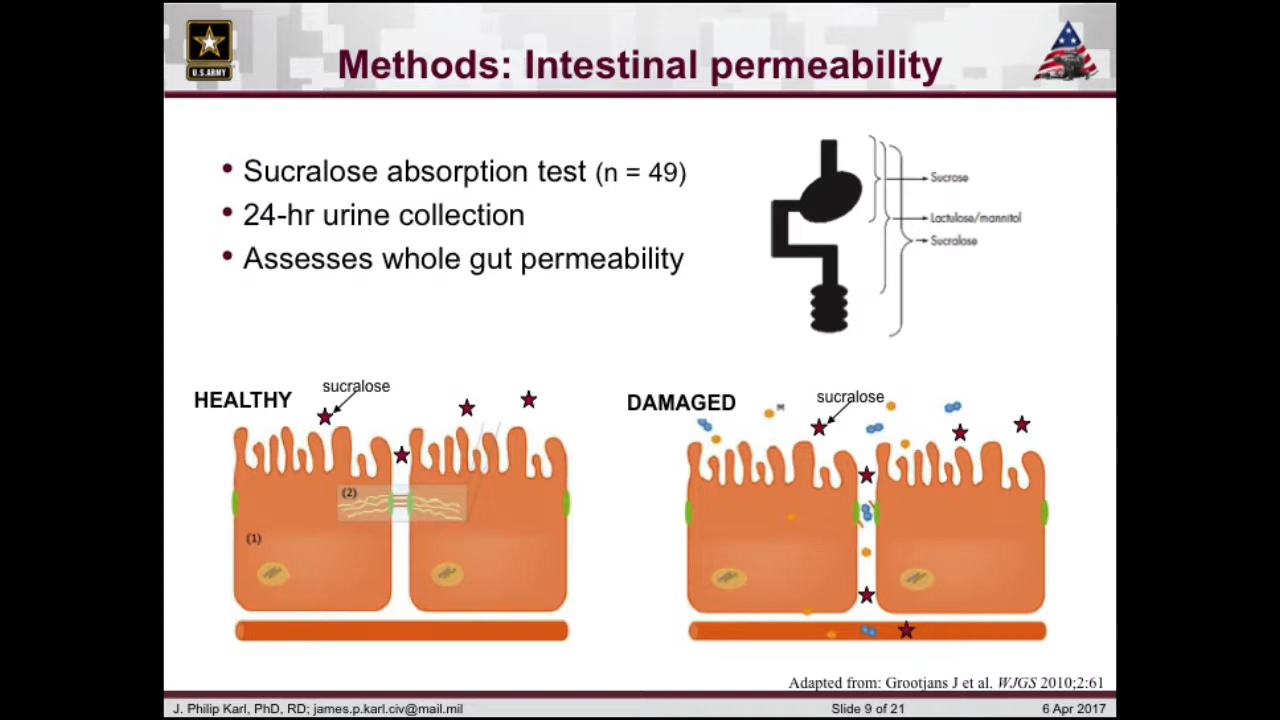 Methods: Intestinal permeability
U.S.ARMY
• Sucralose absorption test (n = 49)
• 24-hr urine collection
• Assesses whole gut permeability
Sucrose
Lactulose/mannitol
Sucralose
HEALTHY
sucralose
(2)
(1)
DAMAGED
sucralose
M
Adapted from: Grootjans J et al. WJGS 2010;2:61
J. Philip Karl, PhD, RD; james.p.karl.civ@mail.mil
Slide 9 of 21
6 Apr 2017